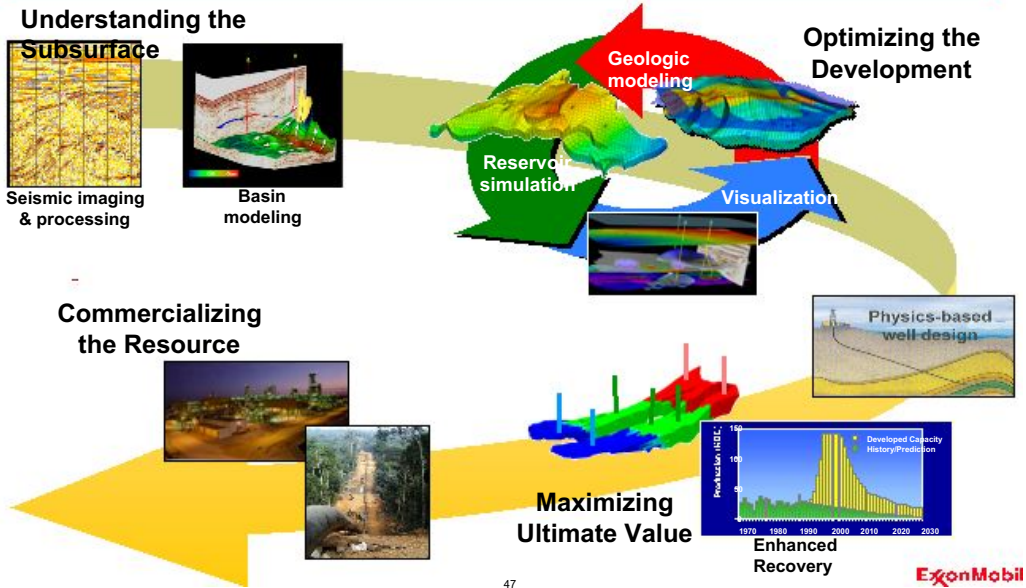 Understanding the
Subsurface
Seismic imaging
& processing
Basin
modeling
Optimizing the
Development
Geologic
modeling
Reservoir
simulation
Visualization
Physics-based
well design
Commercializing
the Resource
Maximizing
Ultimate Value
150
100
50
Developed Capacity
History/Prediction
1970 1980 1990 2000 2010 2020 2030
Enhanced
Recovery
47
ExxonMobil